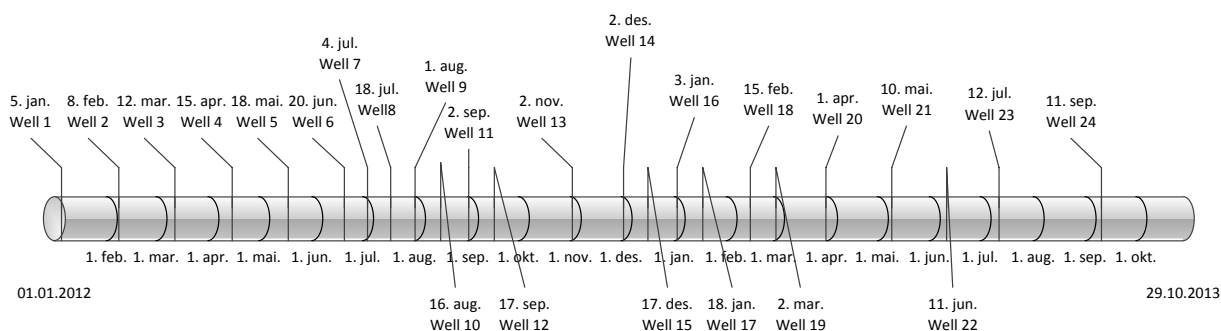 2. des.
Well 14
4. jul.
Well 7
1. aug.
Well 9
18. jul.
Well8
3. jan.
Well 16
15. feb.
Well 18
10. mai.
Well 21
5. jan.
Well 1
8. feb.
Well 2
12. mar.
Well 3
15. apr.
Well 4
18. mai.
Well 5
20. jun.
Well 6
2. sep.
Well 11
2. nov.
Well 13
1. apr.
Well 20
12. jul.
Well 23
11. sep.
Well 24
1. feb. 1. mar. 1. apr. 1. mai. 1. jun. 1. jul. 1. aug. 1. sep. 1. okt. 1. nov. 1. des. 1. jan. 1. feb. 1. mar. 1. apr. 1. mai. 1. jun. 1. jul. 1. aug. 1. sep. 1. okt.
01.01.2012
29.10.2013
16. aug.
Well 10
17. sep.
Well 12
17. des.
Well 15
18. jan.
Well 17
2. mar.
Well 19
11. jun.
Well 22